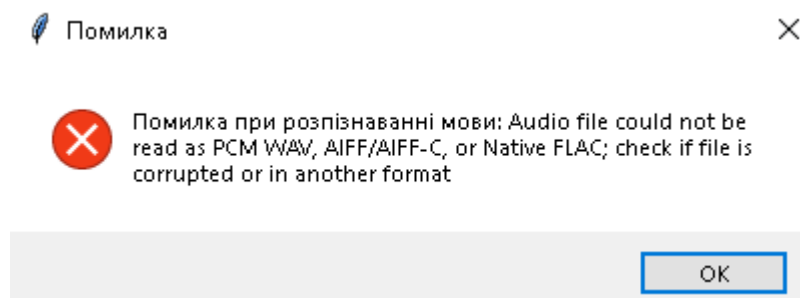 Помилка
Помилка при розпізнаванні мови: Audio file could not be
read as PCM WAV, AIFF/AIFF-C, or Native FLAC; check if file is
corrupted or in another format
OK